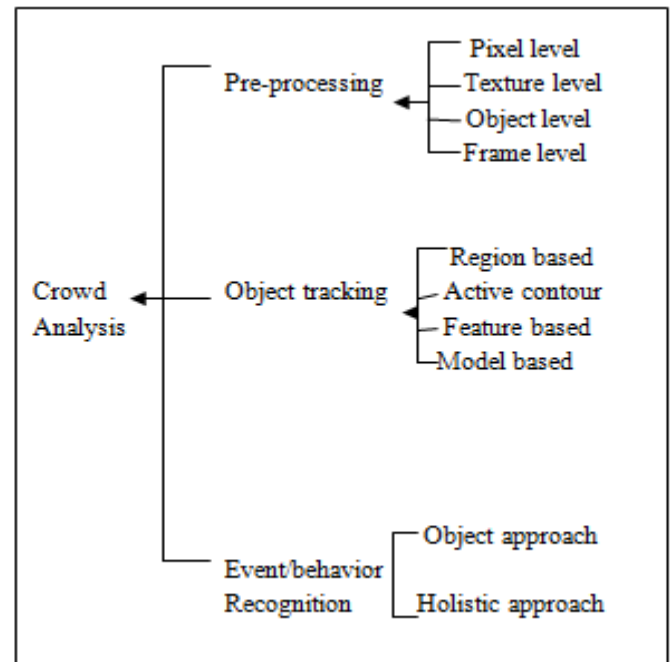 Pixel level
Pre-processing
Texture level
Object level
Frame level
Region based
Crowd
Analysis
Object tracking
Active contour
Feature based
Model based
Object approach
Event/behavior
Recognition
Holistic approach